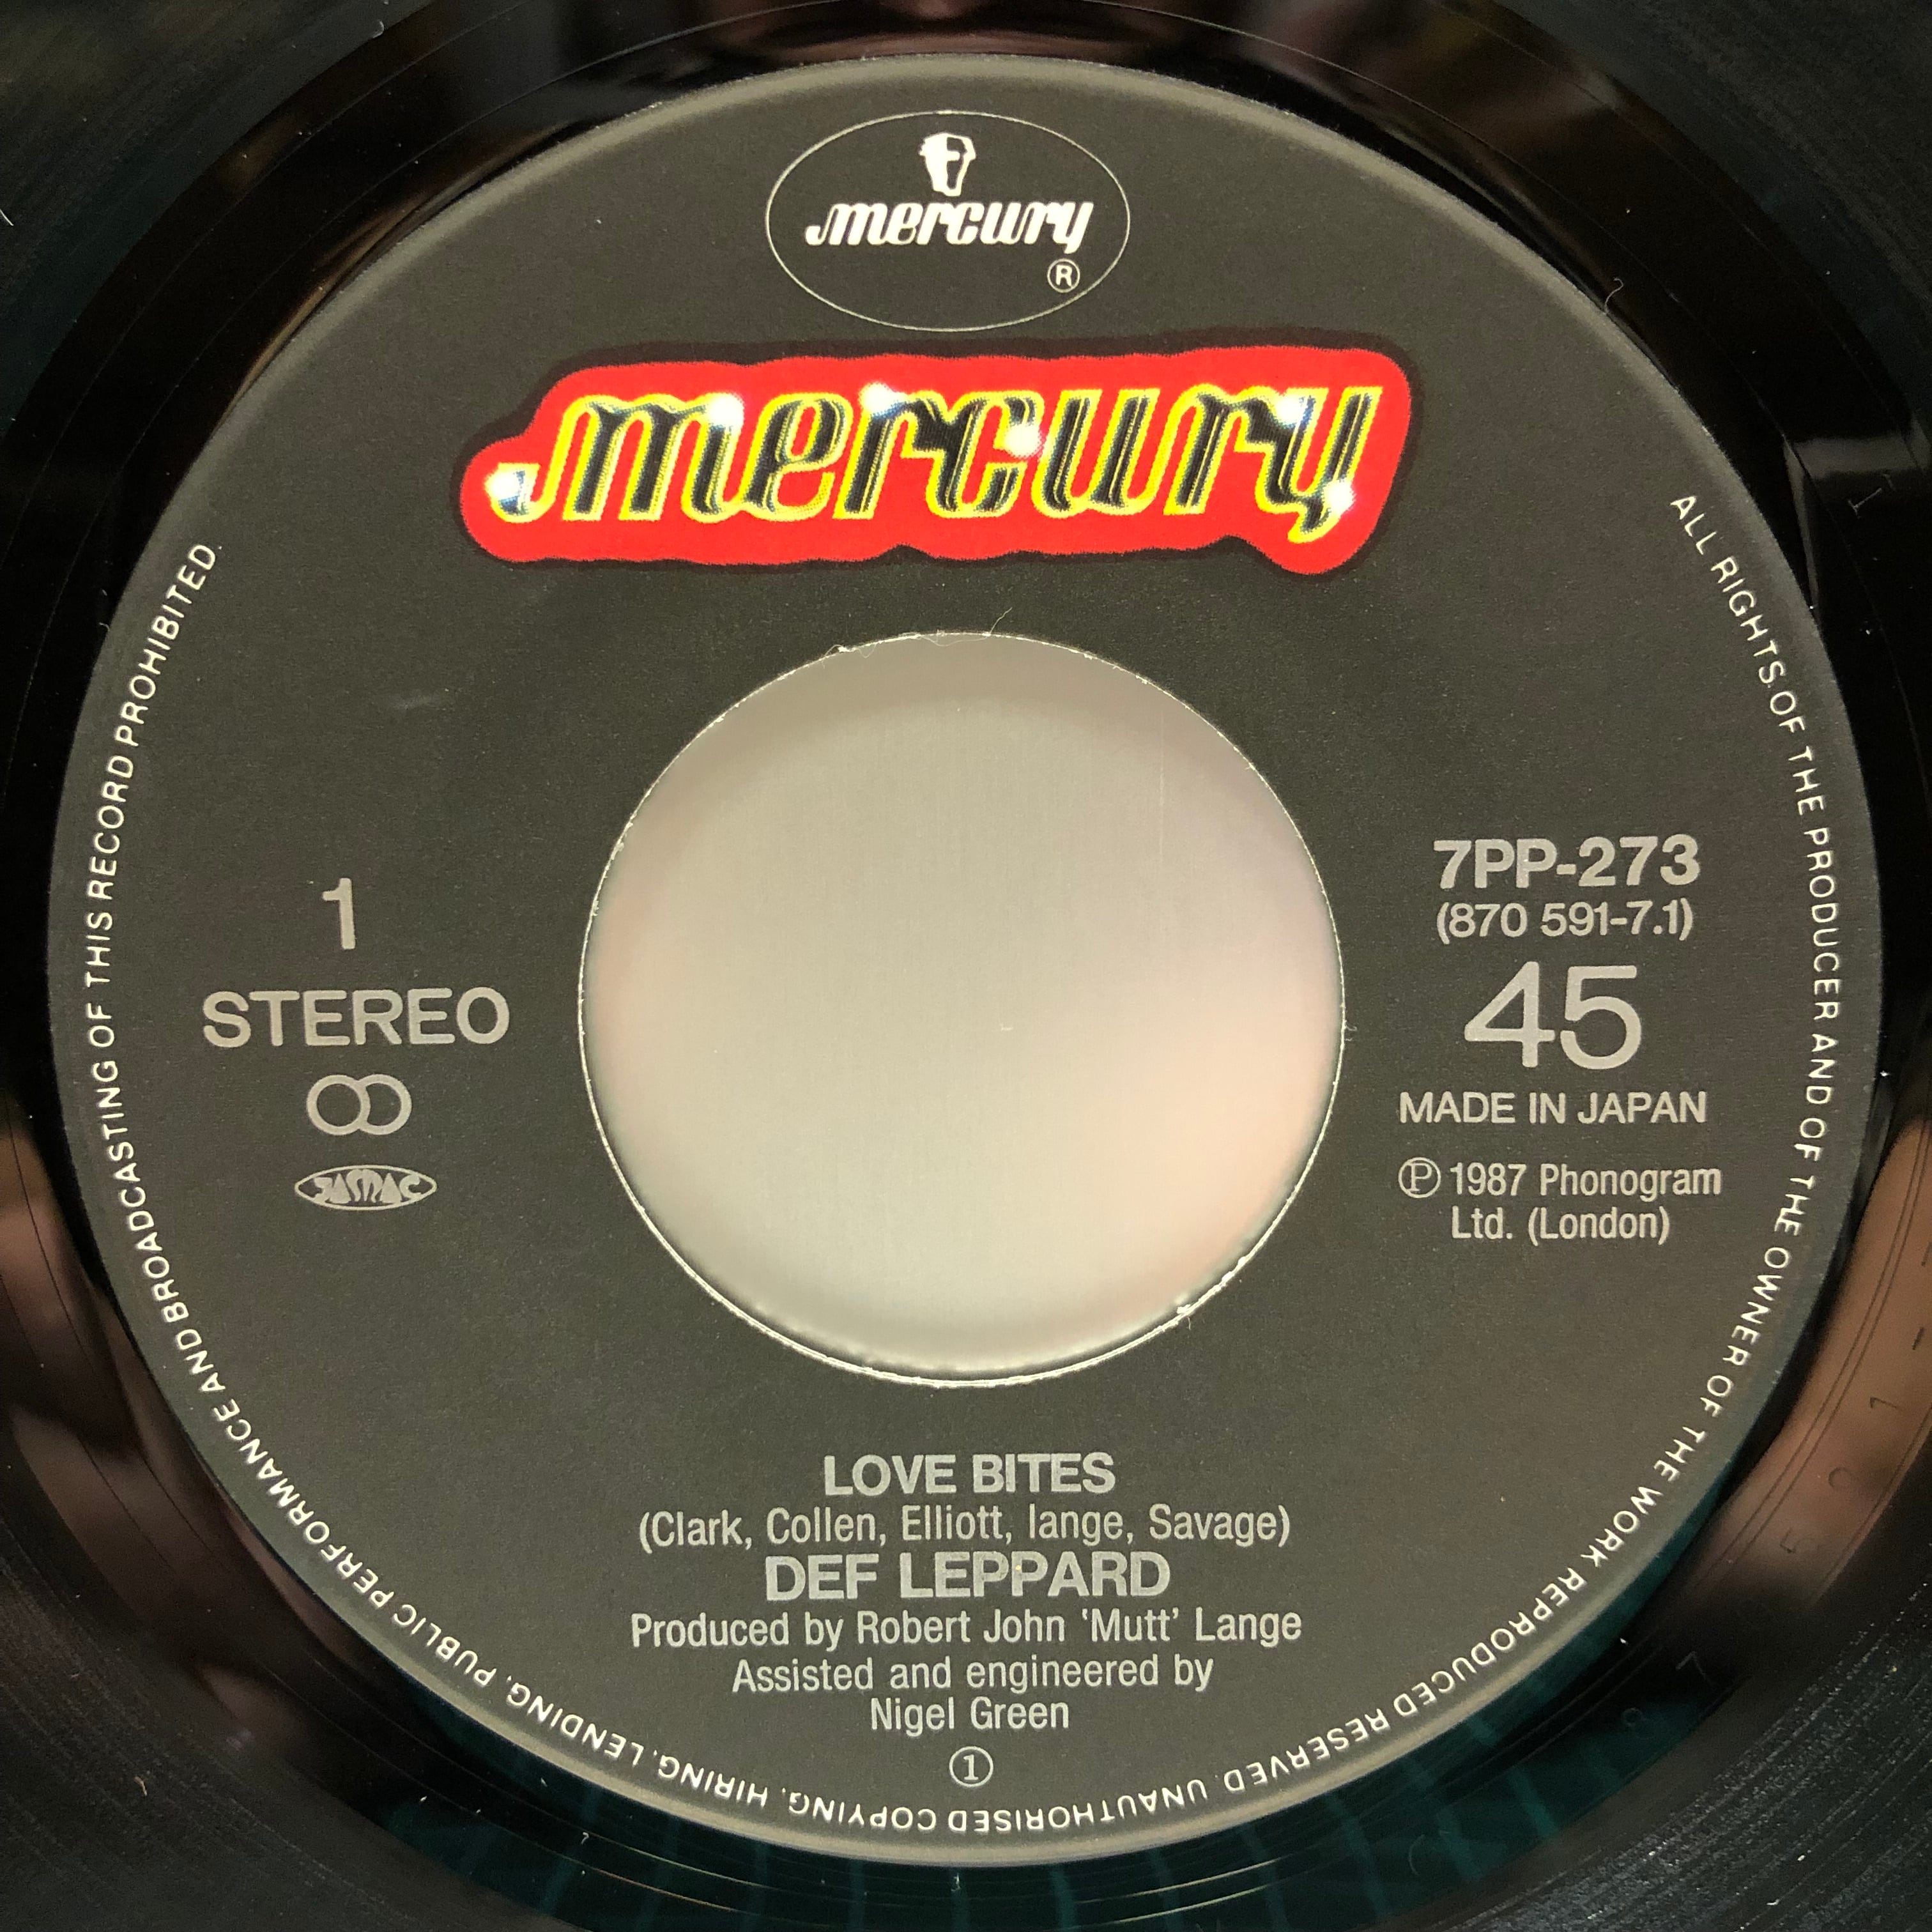 mercury
®
mercury
1
STEREO
JASRAC
7PP-273
(870 591-7.1)
45
MADE IN JAPAN
Ⓟ 1987 Phonogram
Ltd. (London)
LOVE BITES
(Clark, Collen, Elliott, lange, Savage)
DEF LEPPARD
Produced by Robert John ‘Mutt’ Lange
Assisted and engineered by
Nigel Green
①
ALL RIGHTS OF THE PRODUCER AND OF THE OWNER OF THE WORK REPRODUCED RESERVED. UNAUTHORISED COPYING, HIRING, LENDING, PUBLIC PERFORMANCE AND BROADCASTING OF THIS RECORD PROHIBITED.